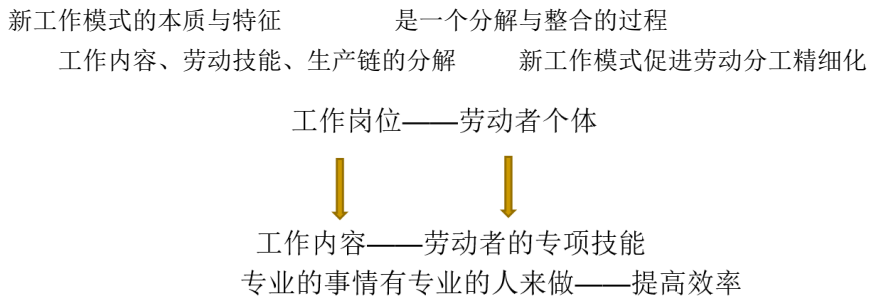 新工作模式的本质与特征 是一个分解与整合的过程
工作内容、劳动技能、生产链的分解 新工作模式促进劳动分工精细化
工作岗位——劳动者个体
工作内容——劳动者的专项技能
专业的事情有专业的人来做——提高效率